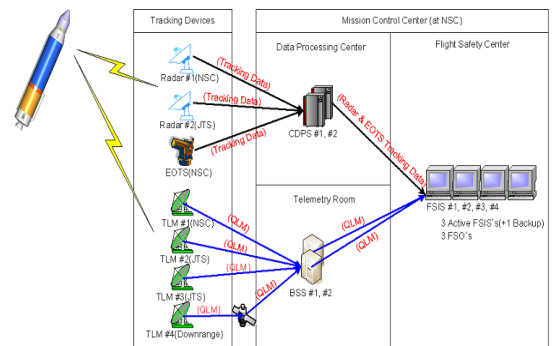 Tracking Devices
Mission Control Center (at NSC)
Data Processing Center
Flight Safety Center
Radar #1(NSC)
(Tracking Data)
Radar #2(JTS)
(Tracking Data)
EOTS(NSC)
(Tracking Data)
CDPS #1, #2
(Radar & EOTS Tracking Data)
FSIS #1, #2, #3, #4
3 Active FSIS's(+1 Backup)
3 FSO's
Telemetry Room
TLM #1(NSC)
(QLM)
TLM #2(JTS)
(QLM)
TLM #3(JTS)
(QLM)
TLM #4(Downrange)
(QLM)
(QLM)
BSS #1, #2
(QLM)
(QLM)